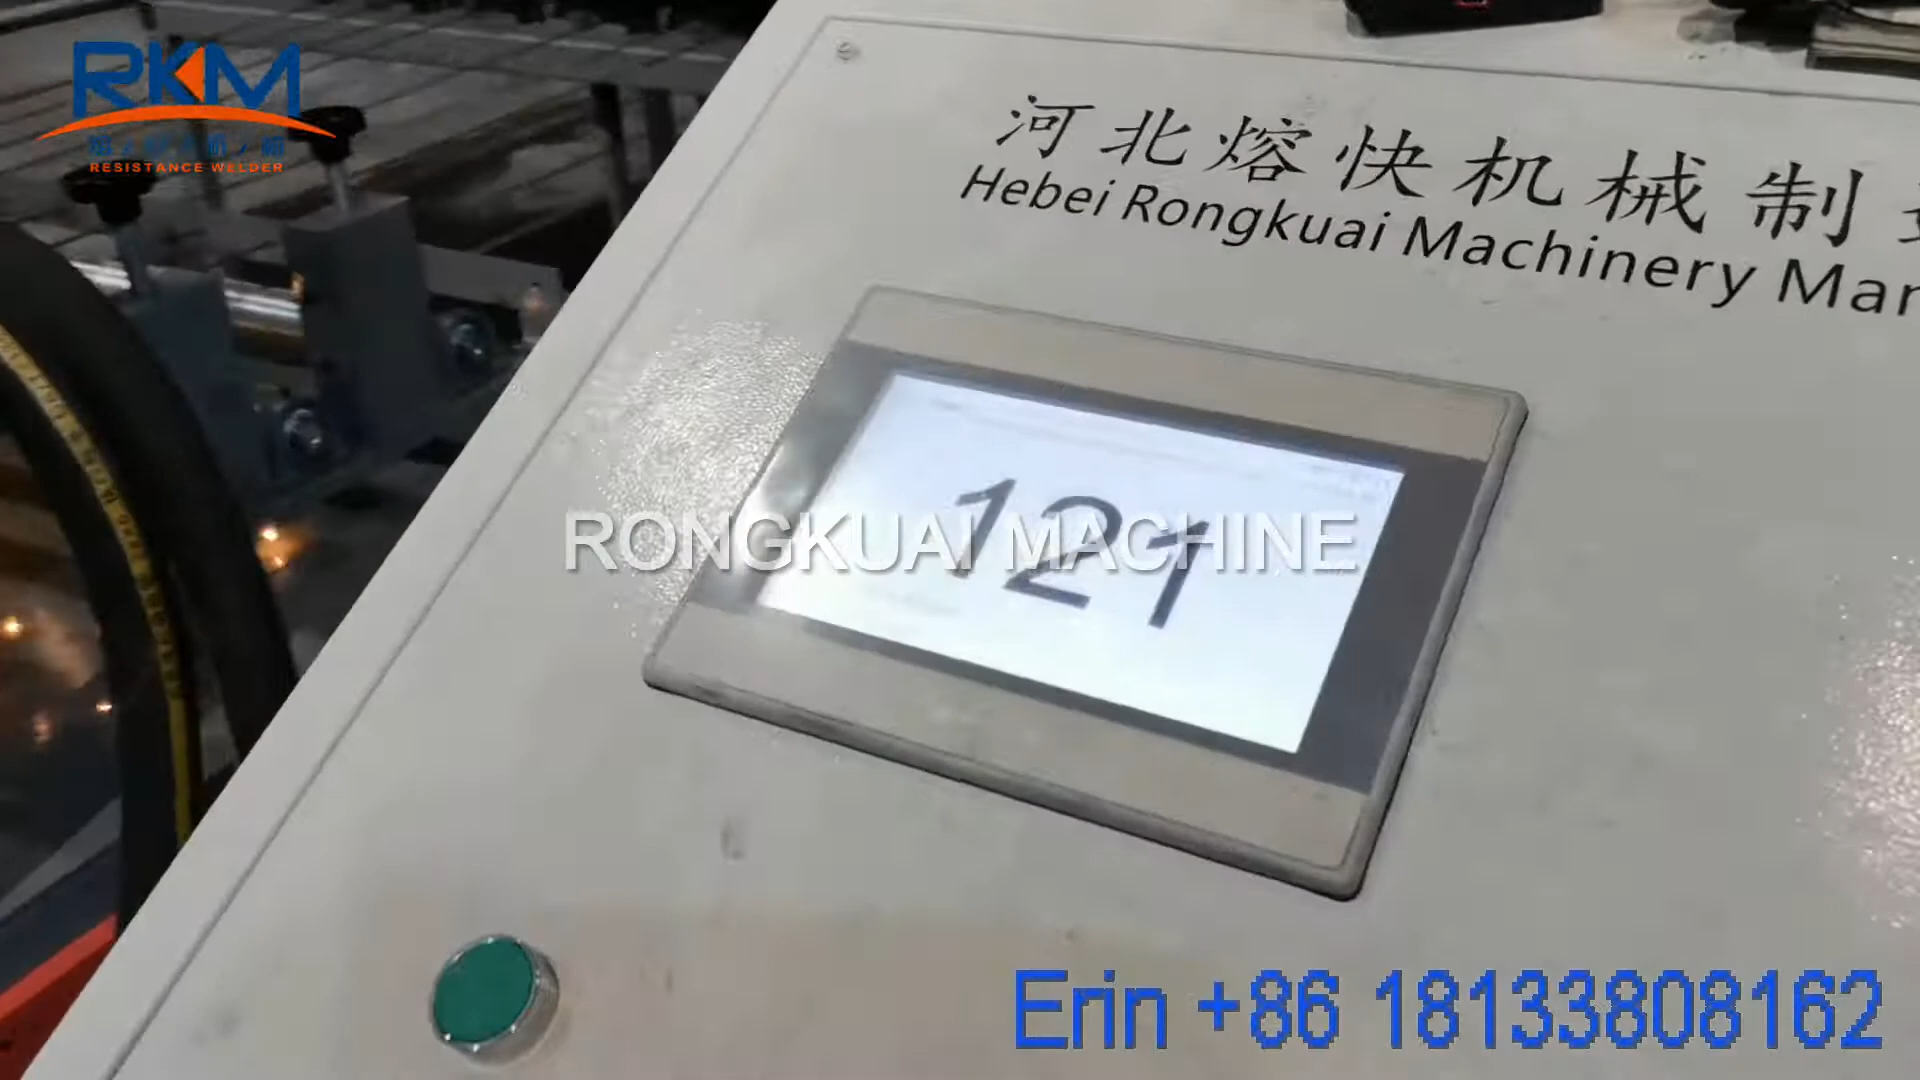 RKM
RESISTANCE WELDER
河北熔快机械制
Hebei Rongkuai Machinery Man
121
RONGKUAI MACHINE
Erin +86 18133808162